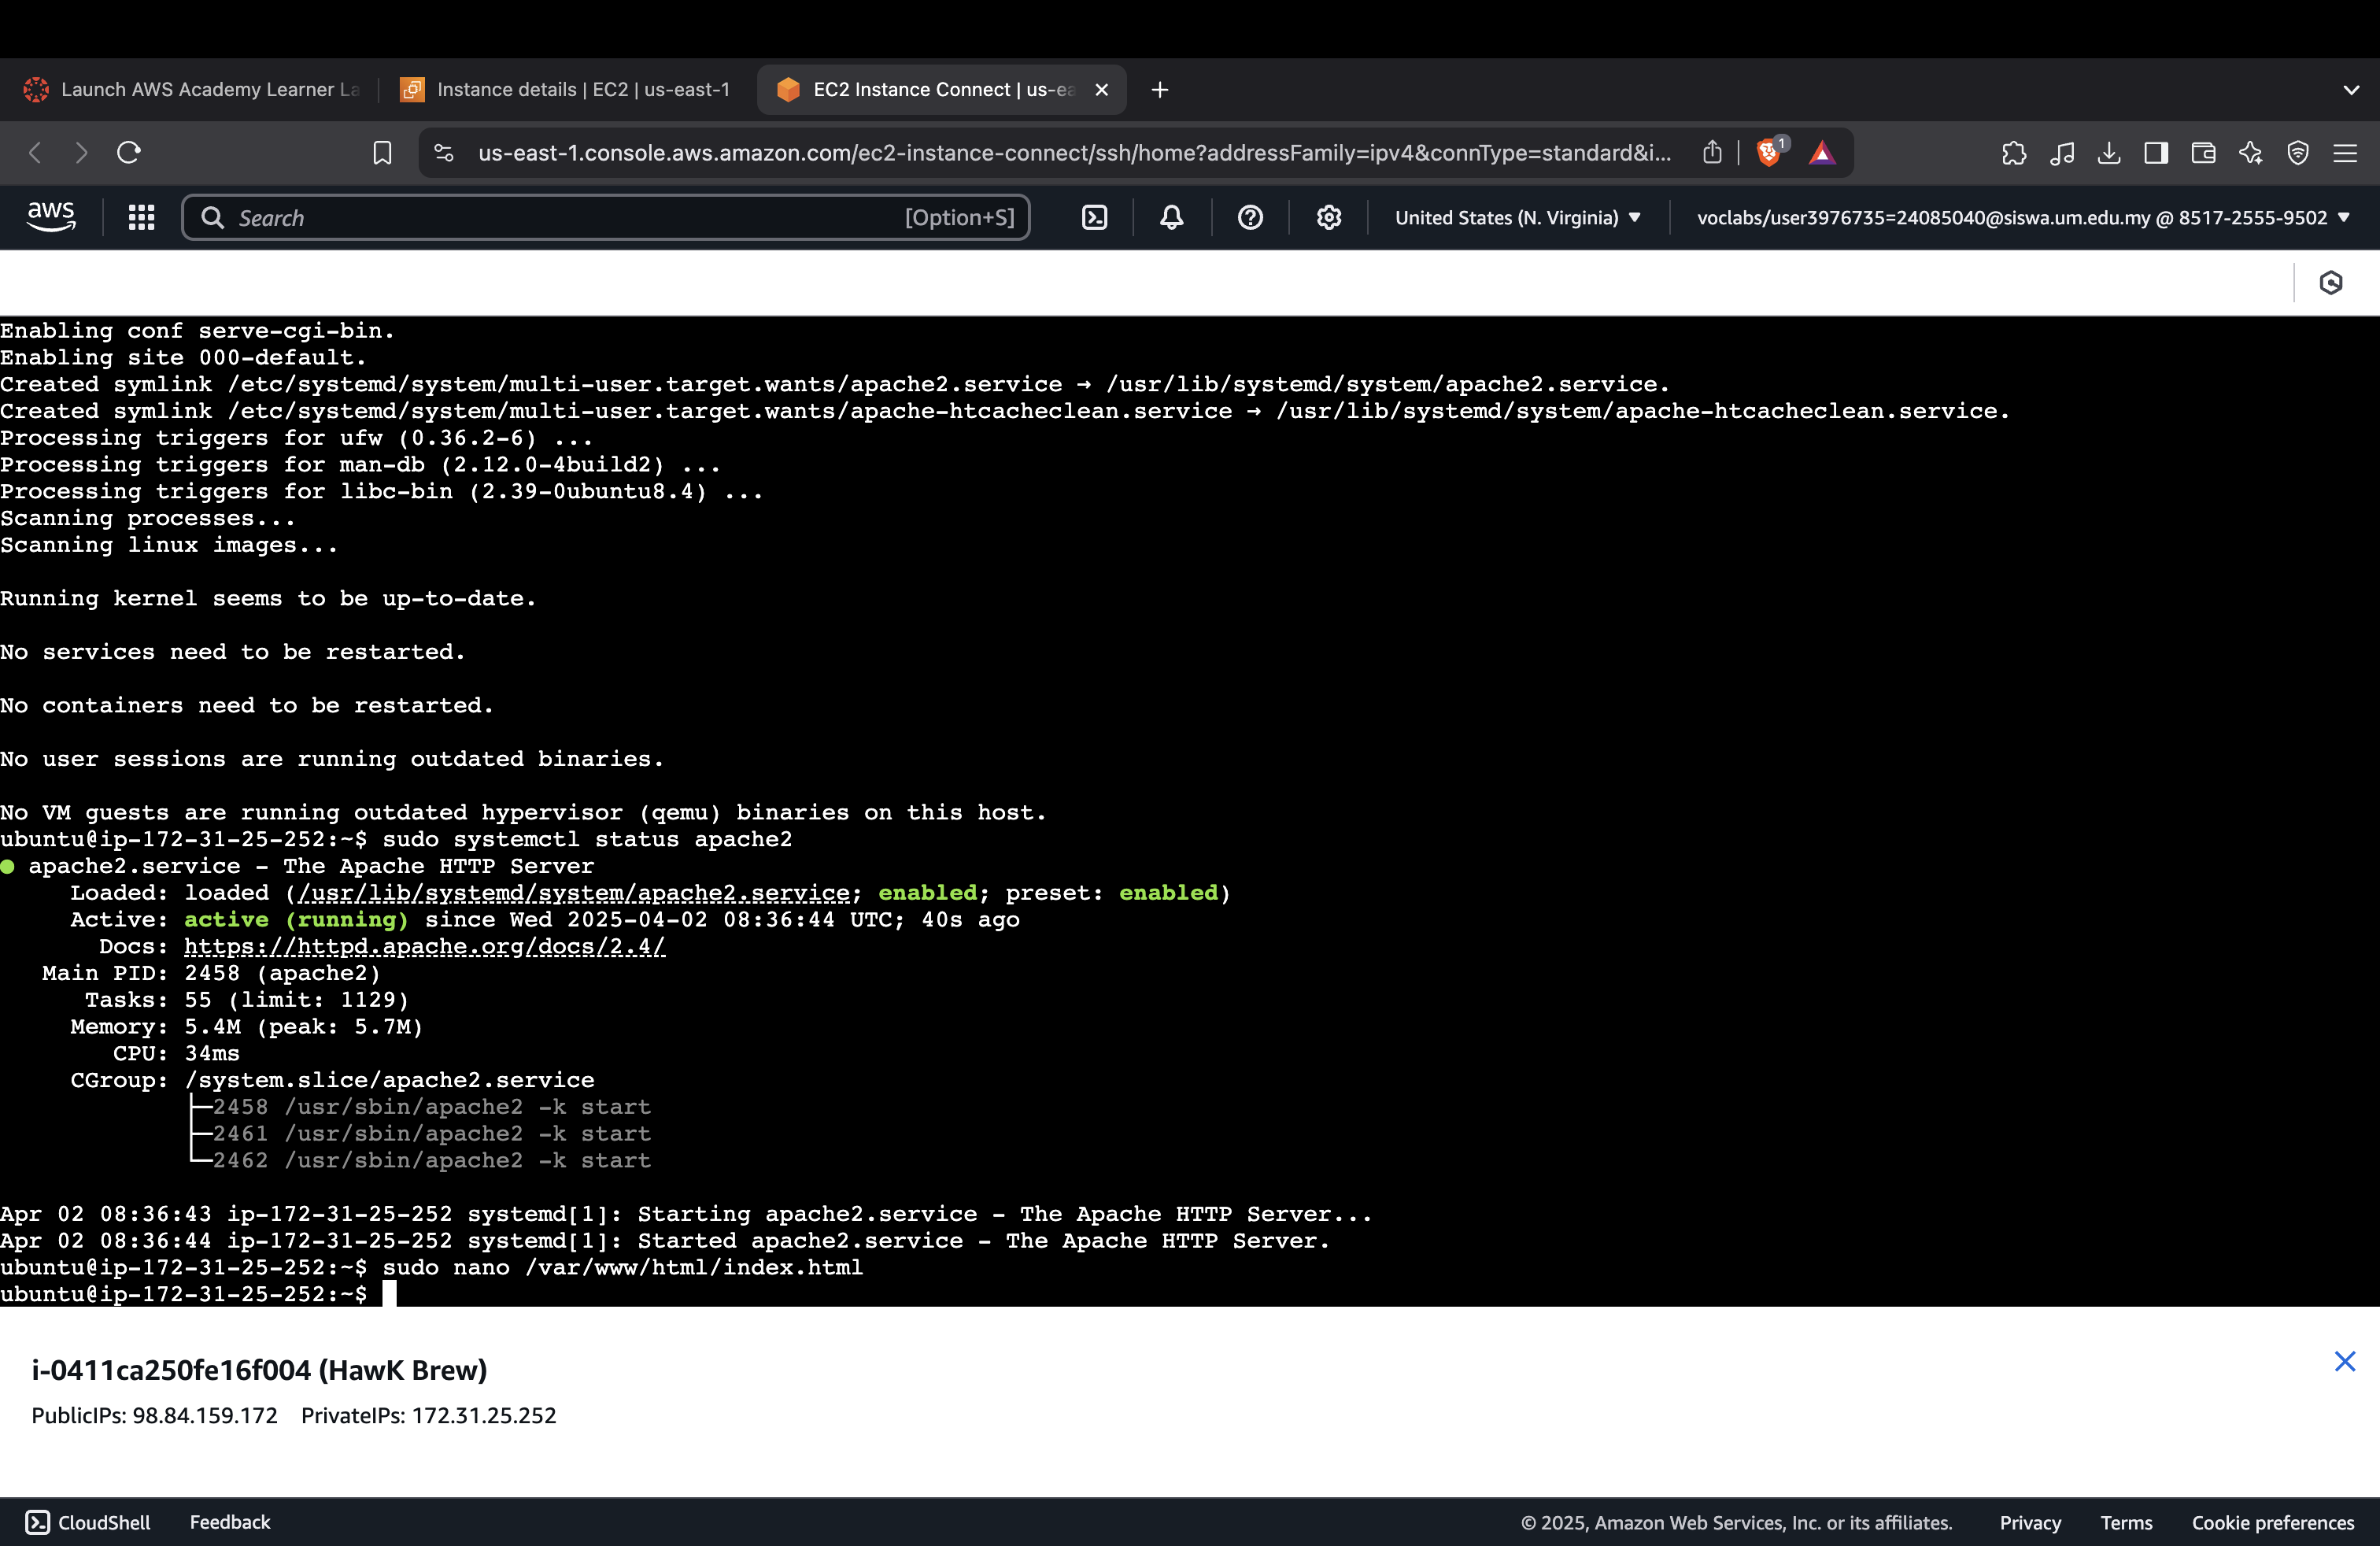 Launch AWS Academy Learner La
Instance details | EC2 | us-east-1
EC2 Instance Connect | us-ea
us-east-1.console.aws.amazon.com/ec2-instance-connect/ssh/home?addressFamily=ipv4&connType=standard&i...
1
aws
Search
[Option+S]
United States (N. Virginia)
voclabs/user3976735=24085040@siswa.um.edu.my @ 8517-2555-9502
Enabling conf serve-cgi-bin.
Enabling site 000-default.
Created symlink /etc/systemd/system/multi-user.target.wants/apache2.service → /usr/lib/systemd/system/apache2.service.
Created symlink /etc/systemd/system/multi-user.target.wants/apache-htcacheclean.service → /usr/lib/systemd/system/apache-htcacheclean.service.
Processing triggers for ufw (0.36.2-6) ...
Processing triggers for man-db (2.12.0-4build2) ...
Processing triggers for libc-bin (2.39-0ubuntu8.4) ...
Scanning processes...
Scanning linux images...
Running kernel seems to be up-to-date.
No services need to be restarted.
No containers need to be restarted.
No user sessions are running outdated binaries.
No VM guests are running outdated hypervisor (qemu) binaries on this host.
ubuntu@ip-172-31-25-252:~$ sudo systemctl status apache2
● apache2.service - The Apache HTTP Server
Loaded: loaded (/usr/lib/systemd/system/apache2.service; enabled; preset: enabled)
Active: active (running) since Wed 2025-04-02 08:36:44 UTC; 40s ago
Docs: https://httpd.apache.org/docs/2.4/
Main PID: 2458 (apache2)
Tasks: 55 (limit: 1129)
Memory: 5.4M (peak: 5.7M)
CPU: 34ms
CGroup: /system.slice/apache2.service
├─2458 /usr/sbin/apache2 -k start
├─2461 /usr/sbin/apache2 -k start
└─2462 /usr/sbin/apache2 -k start
Apr 02 08:36:43 ip-172-31-25-252 systemd[1]: Starting apache2.service - The Apache HTTP Server...
Apr 02 08:36:44 ip-172-31-25-252 systemd[1]: Started apache2.service - The Apache HTTP Server.
ubuntu@ip-172-31-25-252:~$ sudo nano /var/www/html/index.html
ubuntu@ip-172-31-25-252:~$
i-0411ca250fe16f004 (HawK Brew)
PublicIPs: 98.84.159.172 PrivateIPs: 172.31.25.252
CloudShell
Feedback
© 2025, Amazon Web Services, Inc. or its affiliates.
Privacy
Terms
Cookie preferences